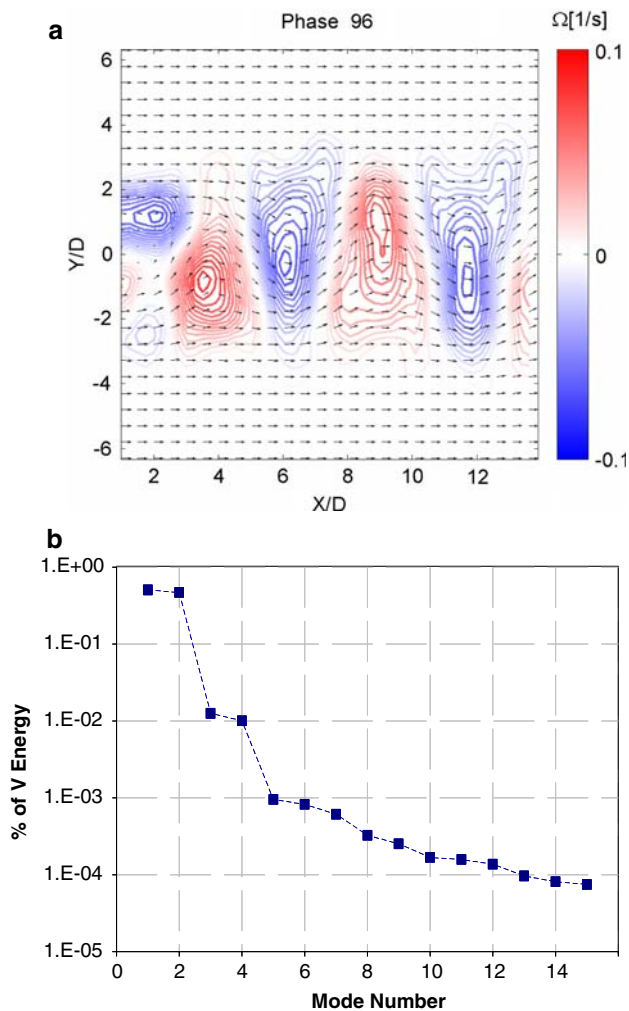 a
Phase 96
Ω[1/s]
0.1
0
-0.1
6
4
2
0
-2
-4
-6
Y/D
2 4 6 8 10 12
X/D
b
1.E+00
1.E-01
1.E-02
1.E-03
1.E-04
1.E-05
% of V Energy
0 2 4 6 8 10 12 14
Mode Number